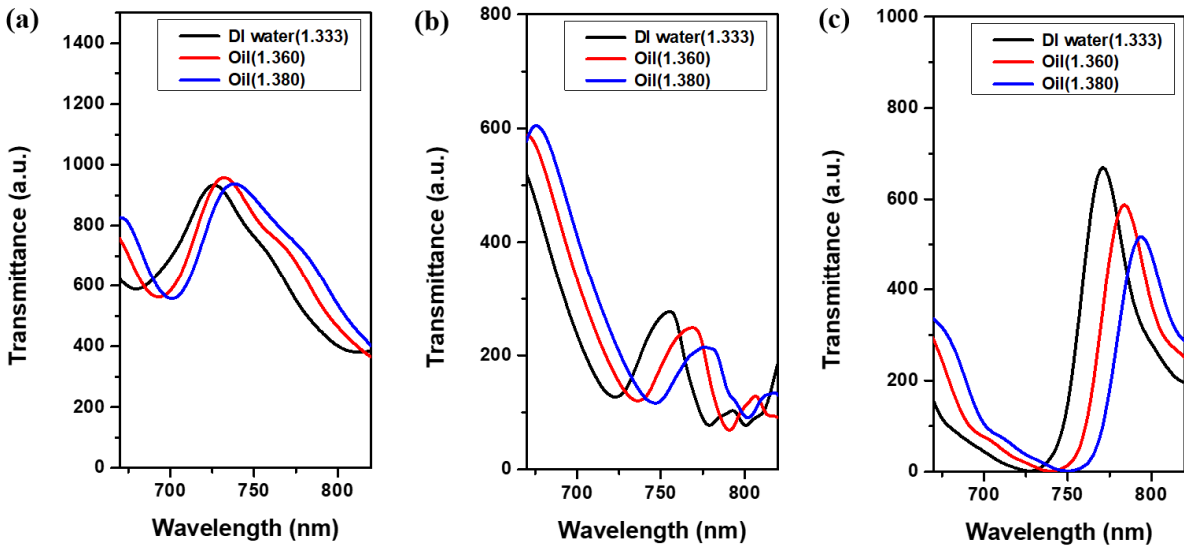 (a)
DI water(1.333)
Oil(1.360)
Oil(1.380)
1400
1200
1000
900
800
600
400
900
0
Transmittance (a.u.)
700
750
800
Wavelength (nm)
(b)
DI water(1.333)
Oil(1.360)
Oil(1.380)
800
600
400
200
0
Transmittance (a.u.)
700
750
800
Wavelength (nm)
(c)
DI water(1.333)
Oil(1.360)
Oil(1.380)
1000
800
600
400
300
200
0
Transmittance (a.u.)
700
750
800
Wavelength (nm)